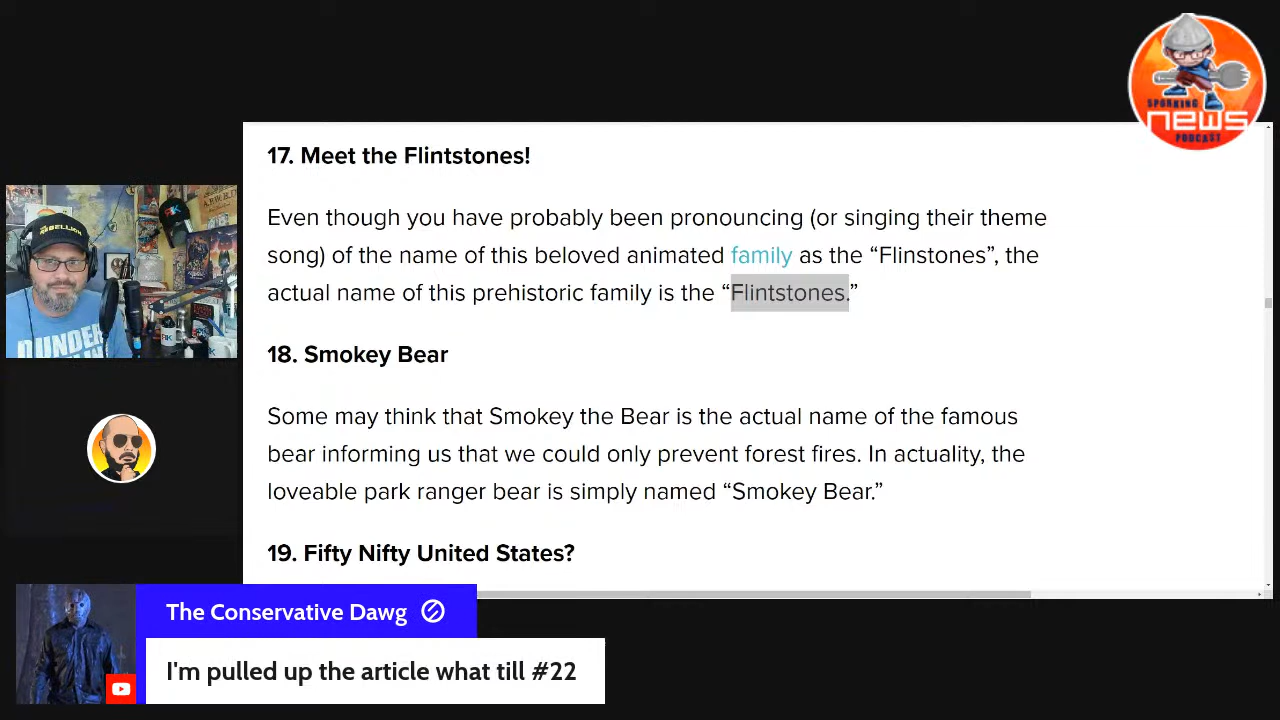 SPORKING
NEWS
PODCAST
17. Meet the Flintstones!
Even though you have probably been pronouncing (or singing their theme
song) of the name of this beloved animated family as the “Flinstones”, the
actual name of this prehistoric family is the “Flintstones.”
18. Smokey Bear
Some may think that Smokey the Bear is the actual name of the famous
bear informing us that we could only prevent forest fires. In actuality, the
loveable park ranger bear is simply named “Smokey Bear.”
19. Fifty Nifty United States?
REBELLION
The Conservative Dawg
I'm pulled up the article what till #22